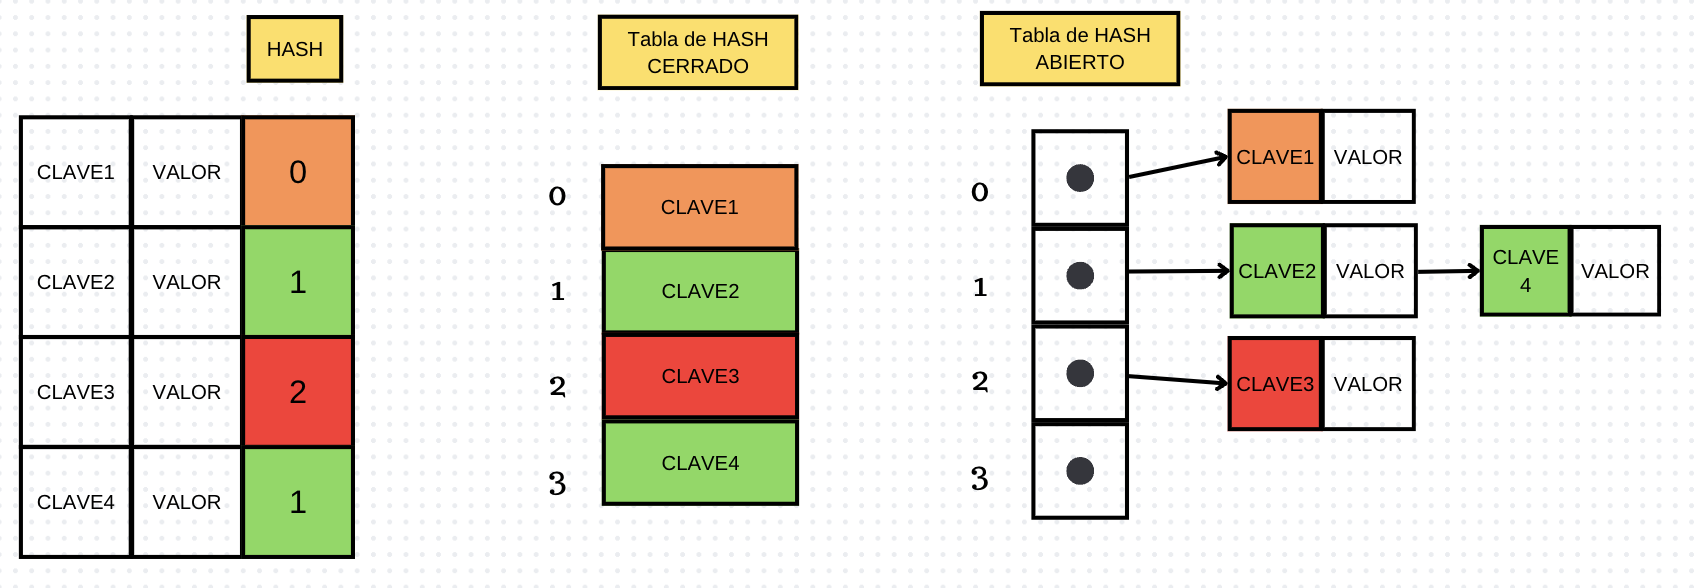 HASH
CLAVE1 VALOR 0
CLAVE2 VALOR 1
CLAVE3 VALOR 2
CLAVE4 VALOR 1
Tabla de HASH
CERRADO
0 CLAVE1
1 CLAVE2
2 CLAVE3
3 CLAVE4
Tabla de HASH
ABIERTO
0 CLAVE1 VALOR
1 CLAVE2 VALOR CLAVE
4 VALOR
2 CLAVE3 VALOR
3